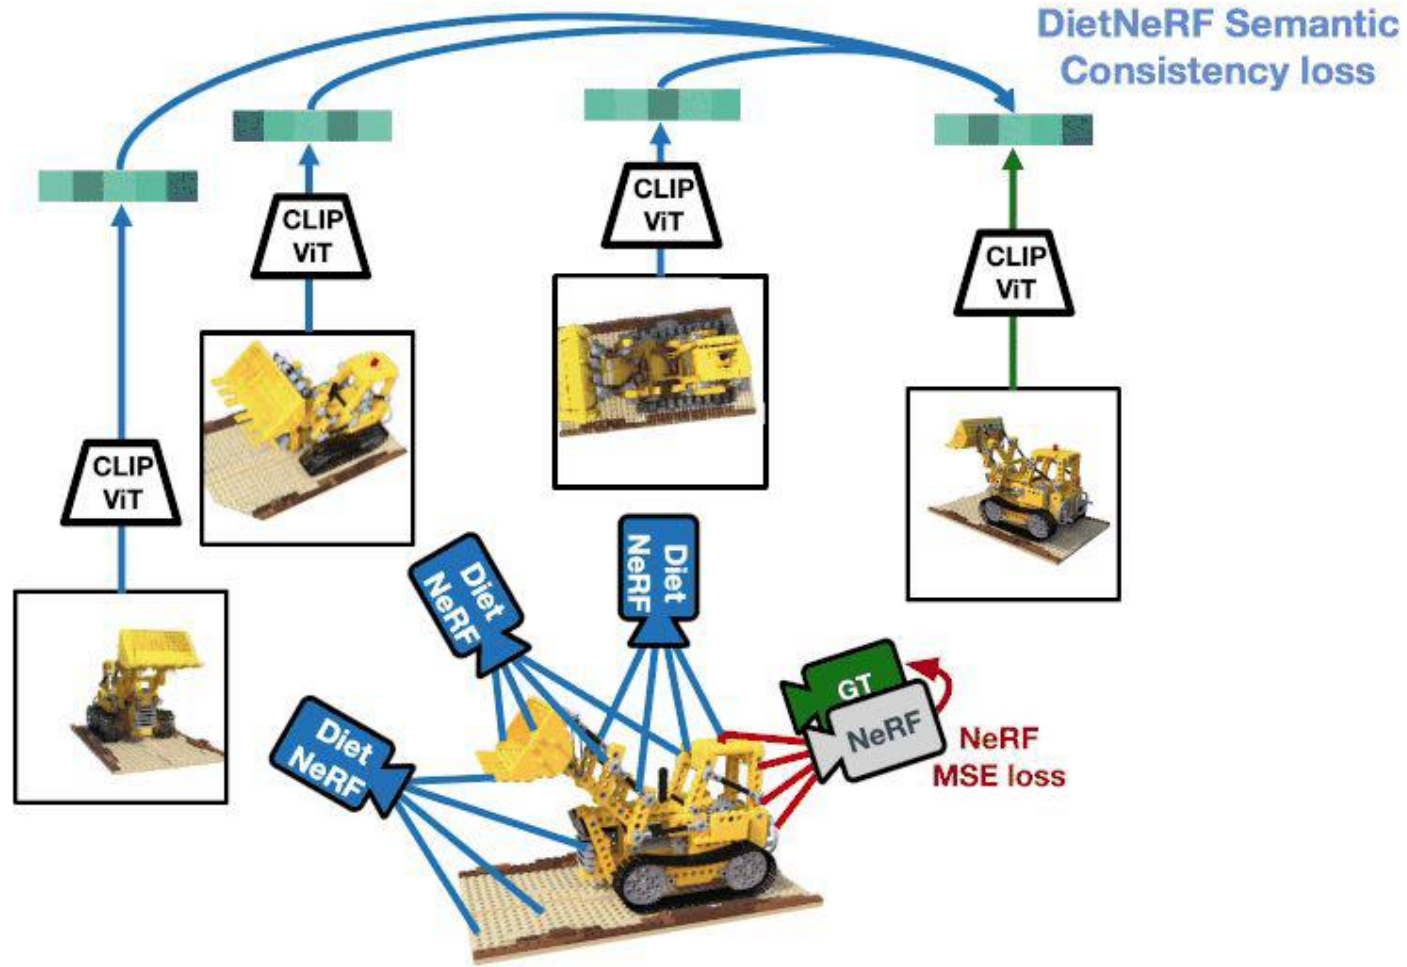 DietNeRF Semantic
Consistency loss
CLIP
ViT
CLIP
ViT
CLIP
ViT
CLIP
ViT
Diet
NeRF
Diet
NeRF
Diet
NeRF
GT
NeRF
NeRF
MSE loss